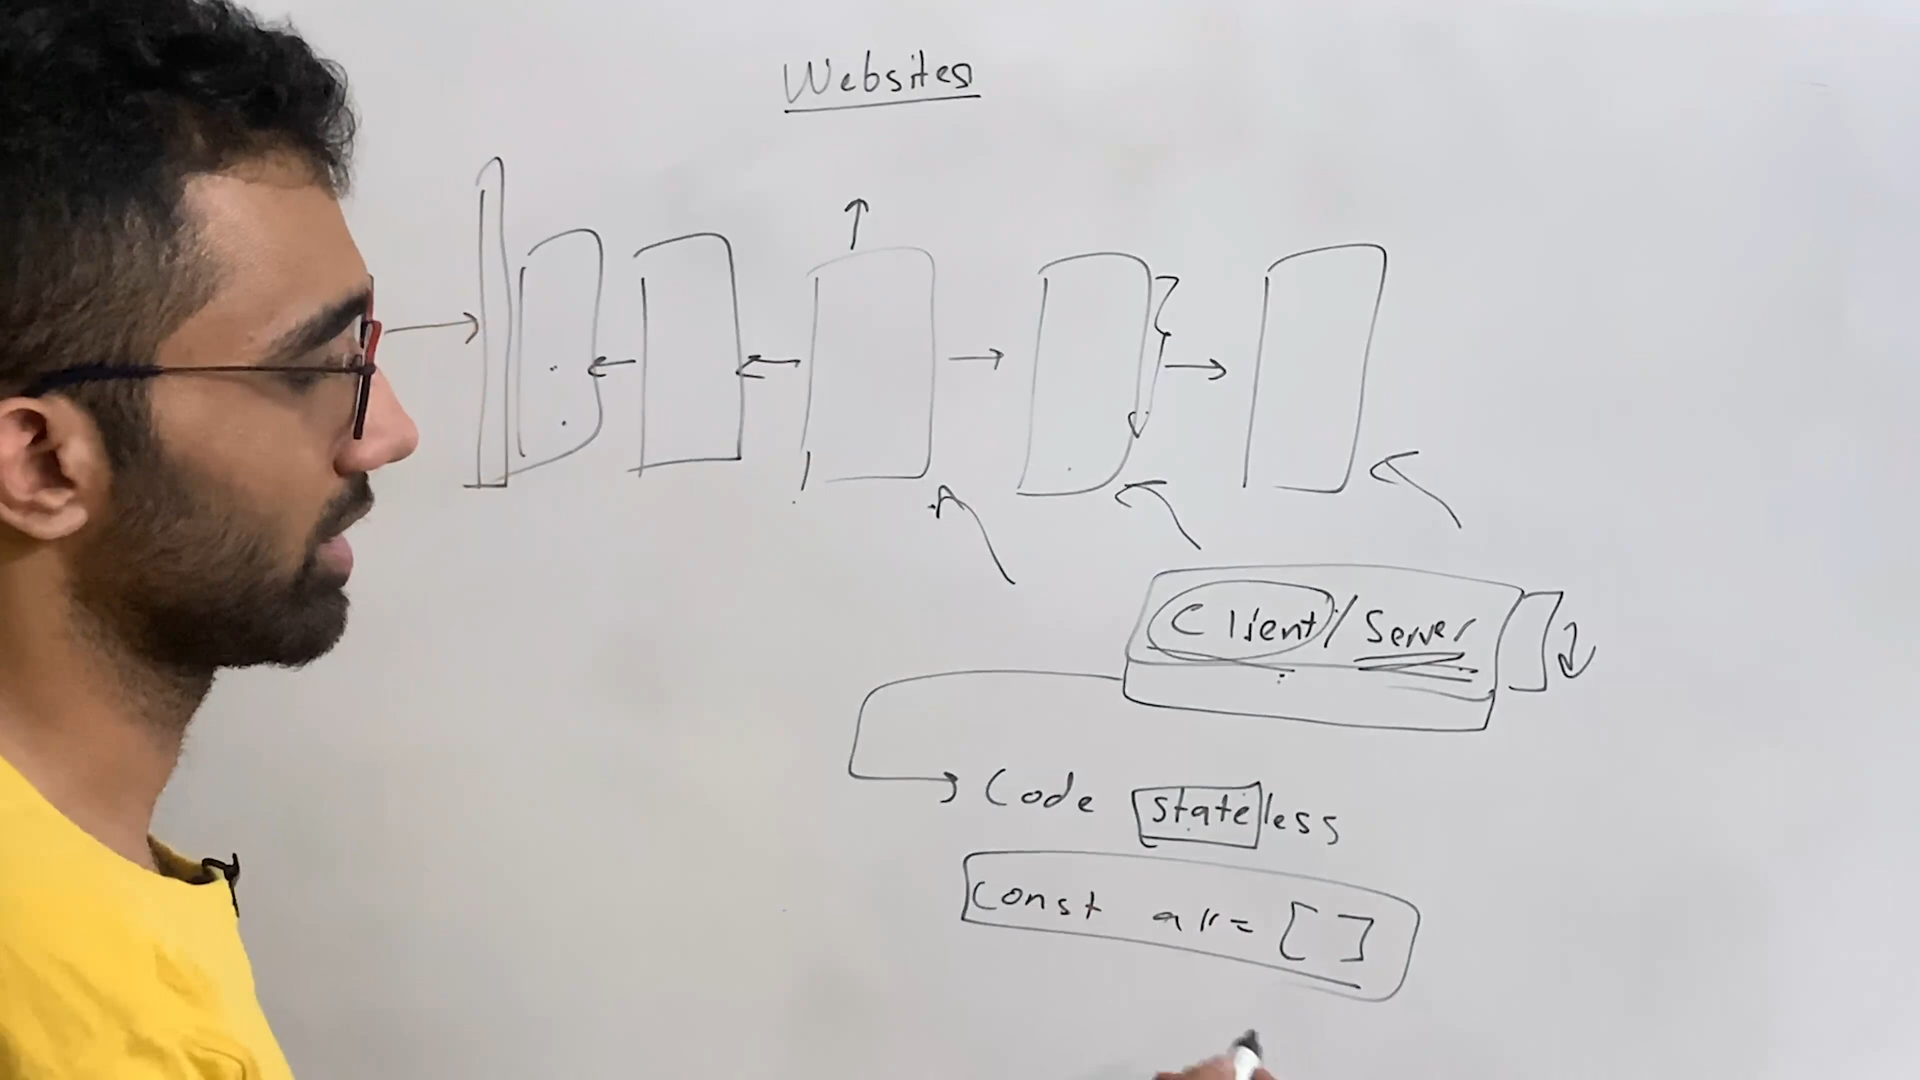 Websites
Client/Server
Code stateless
const arr= []